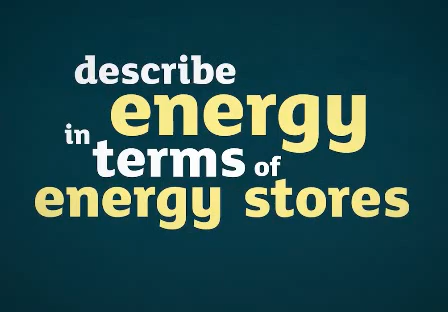 describe
energy
in terms of
energy stores